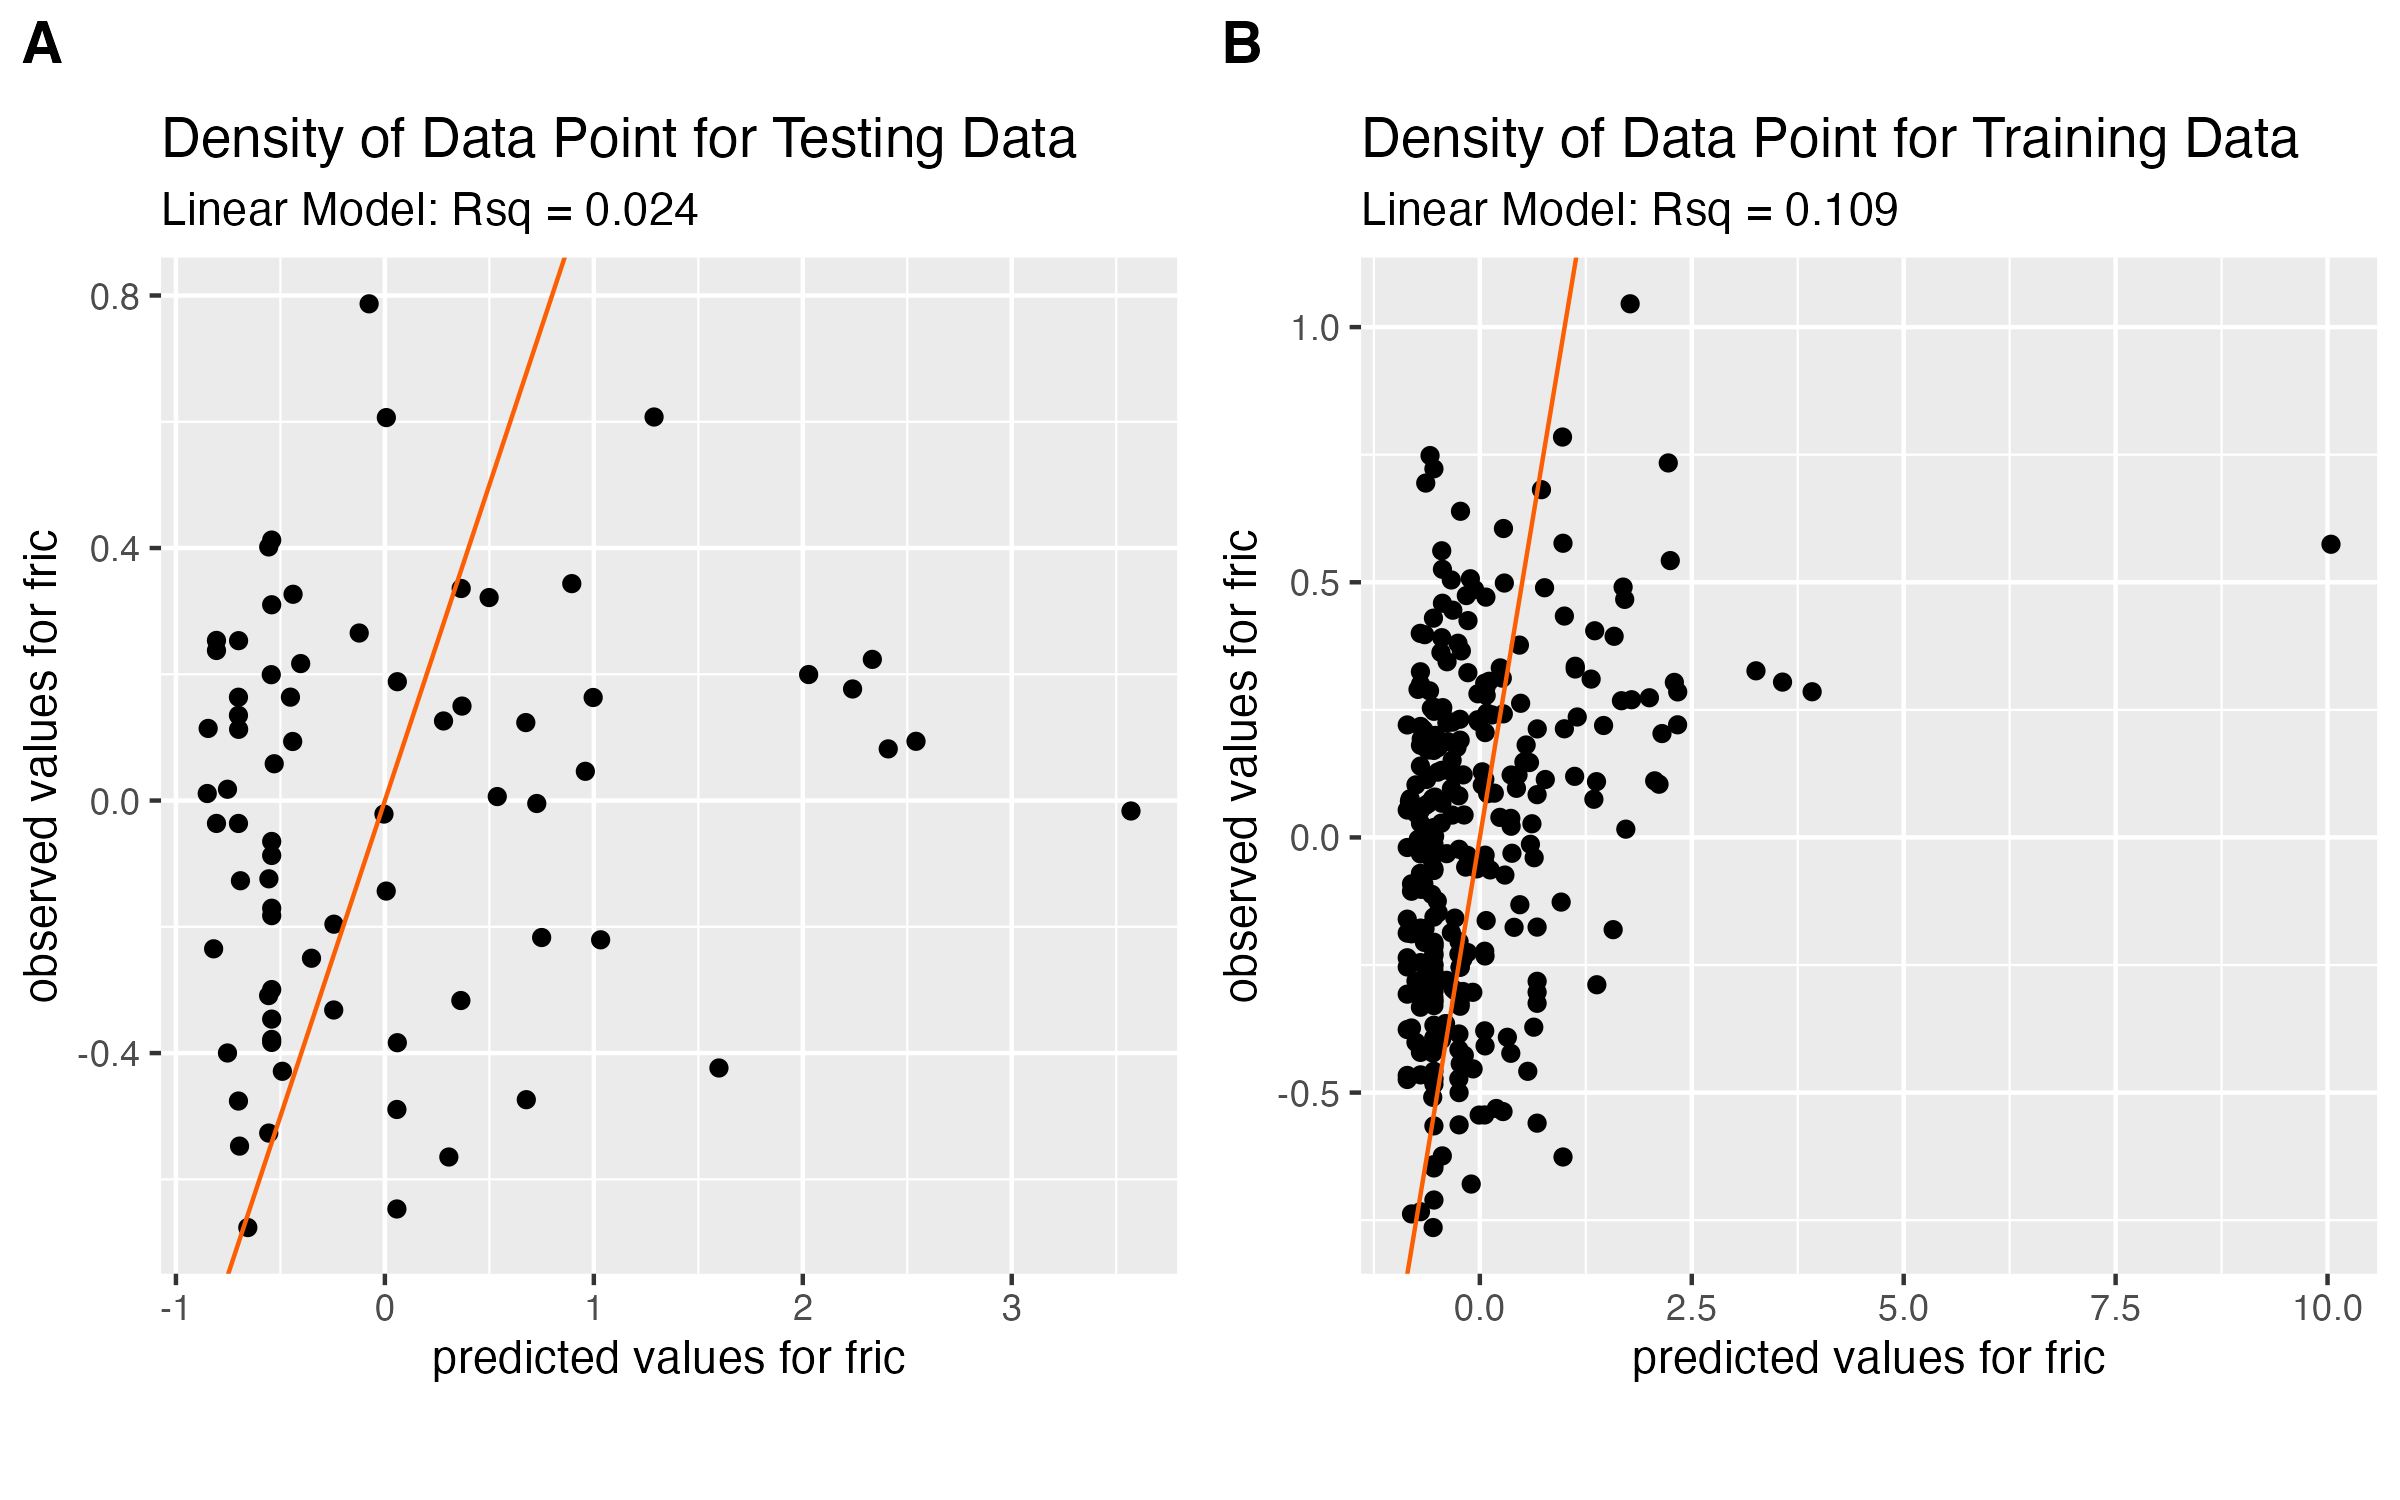 A
Density of Data Point for Testing Data
Linear Model: Rsq = 0.024
observed values for fric
0.8
0.4
0.0
-0.4
-1 0 1 2 3
predicted values for fric
B
Density of Data Point for Training Data
Linear Model: Rsq = 0.109
observed values for fric
1.0
0.5
0.0
-0.5
0.0 2.5 5.0 7.5 10.0
predicted values for fric